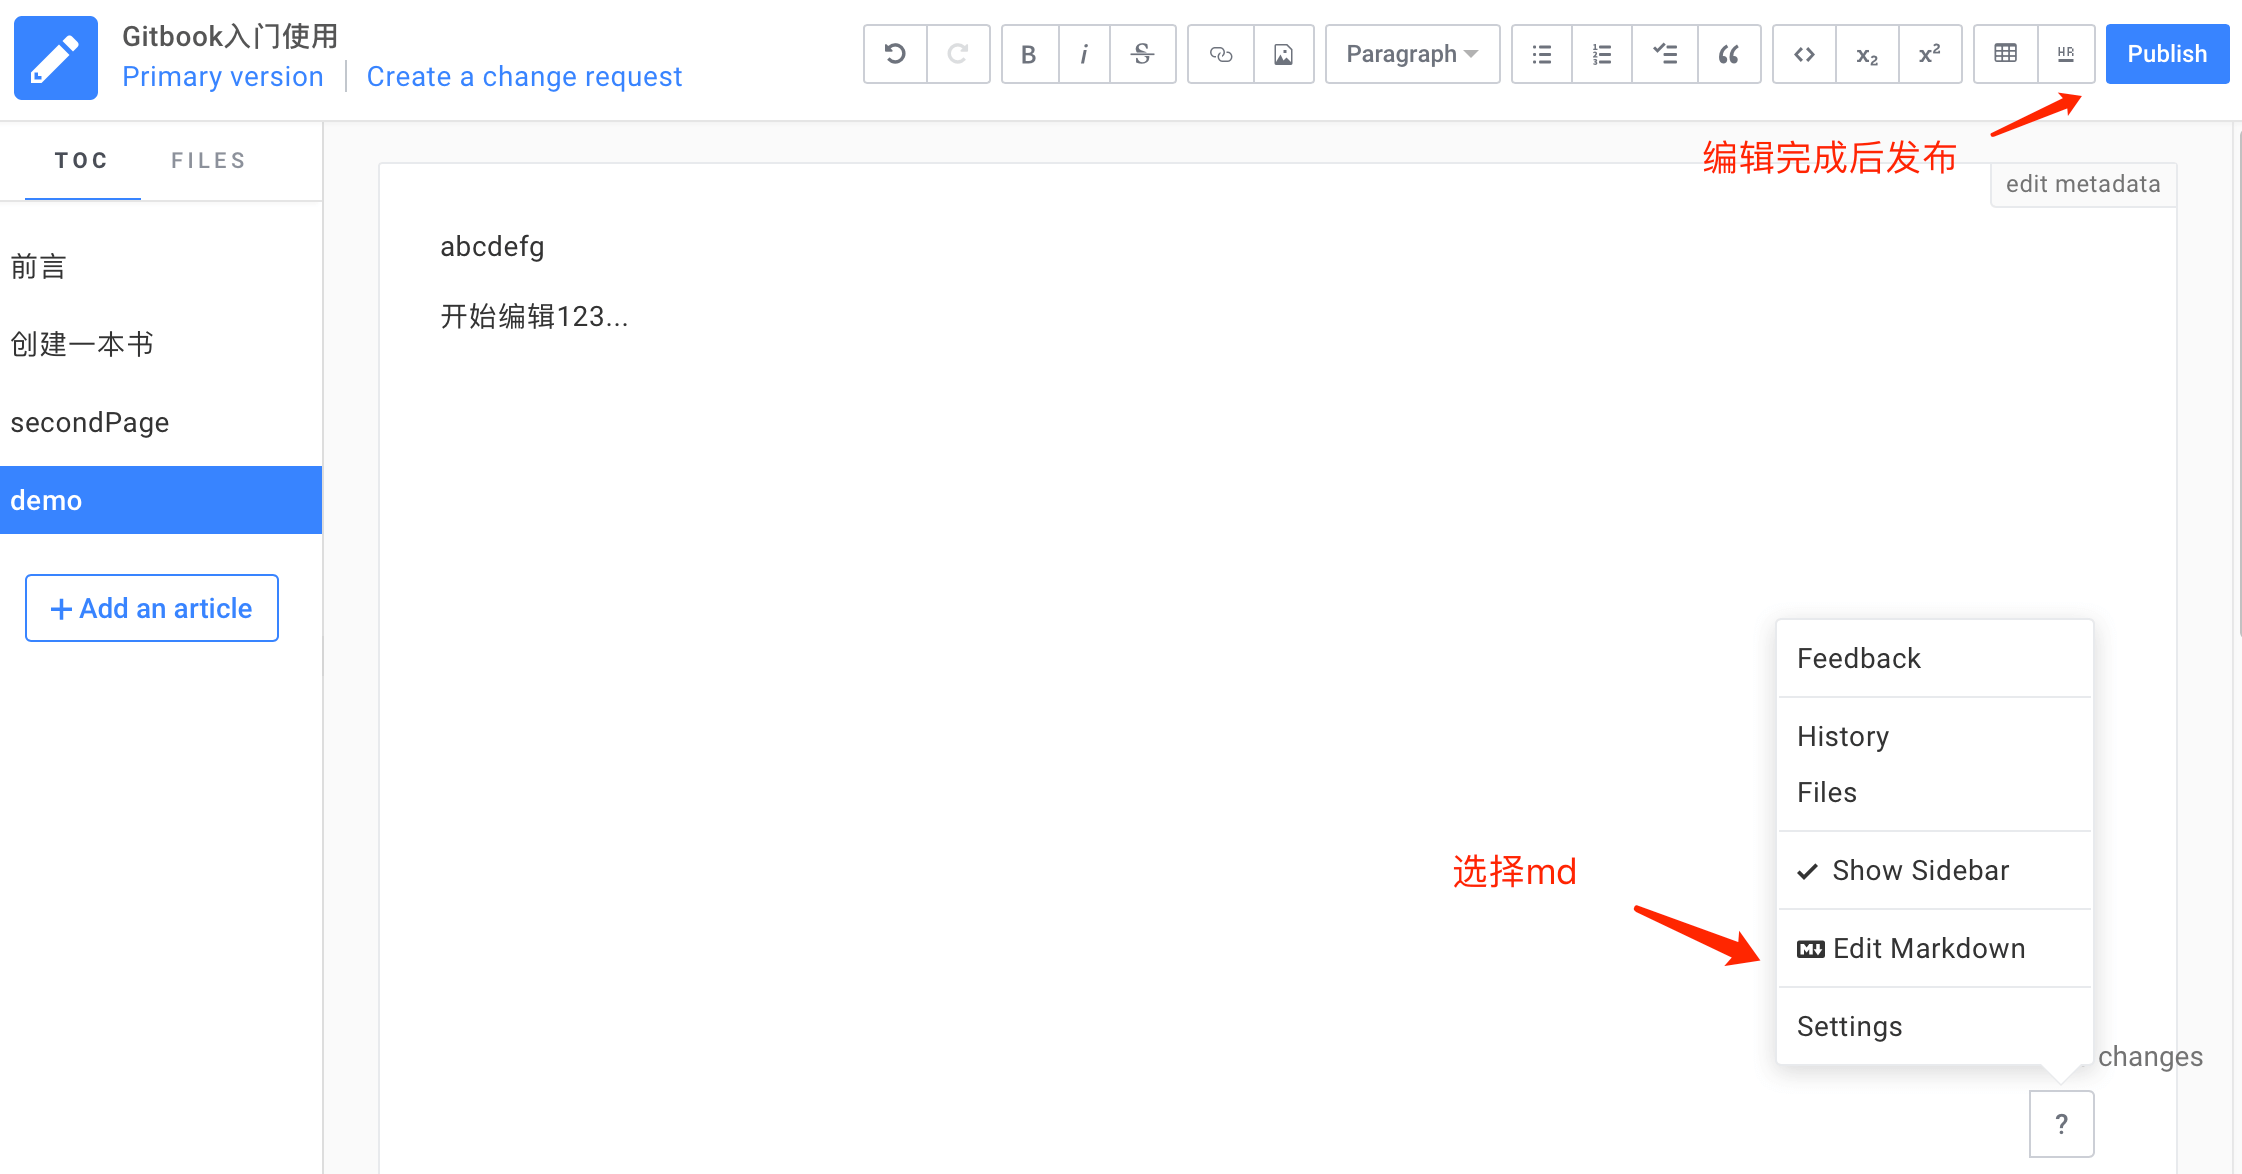 Gitbook入门使用
Primary version
Create a change request
B i S
Paragraph
x₂ x²
HR
Publish
编辑完成后发布
TOC
FILES
edit metadata
前言
创建一本书
secondPage
demo
+ Add an article
abcdefg
开始编辑123...
Feedback
History
Files
选择md
Show Sidebar
Edit Markdown
Settings
changes
?